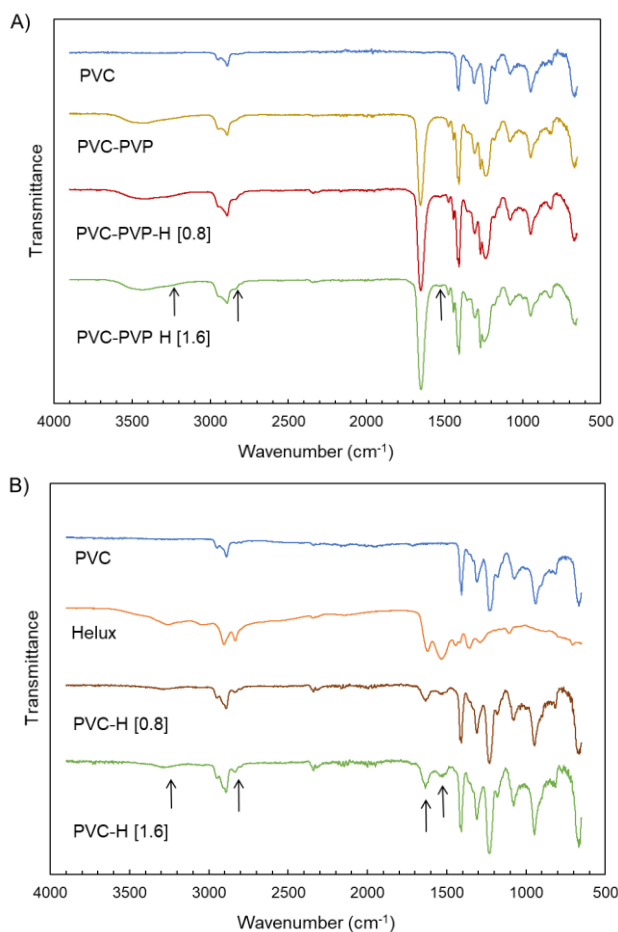 A)
PVC
PVC-PVP
PVC-PVP-H [0.8]
PVC-PVP H [1.6]
Transmittance
4000 3500 3000 2500 2000 1500 1000 500
Wavenumber (cm⁻¹)
B)
PVC
Helux
PVC-H [0.8]
PVC-H [1.6]
Transmittance
4000 3500 3000 2500 2000 1500 1000 500
Wavenumber (cm⁻¹)